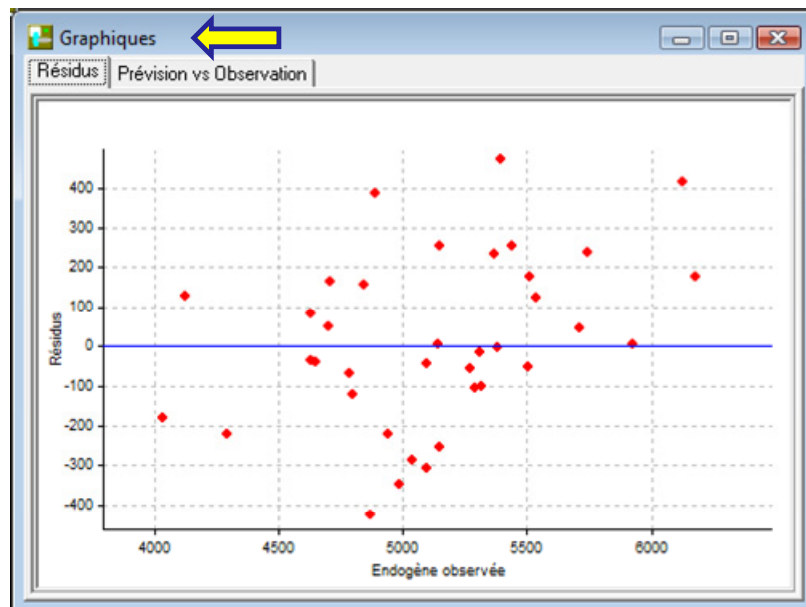 Graphiques
Résidus Prévision vs Observation
400
300
200
100
0
-100
-200
-300
-400
Résidus
4000 4500 5000 5500 6000
Endogène observée